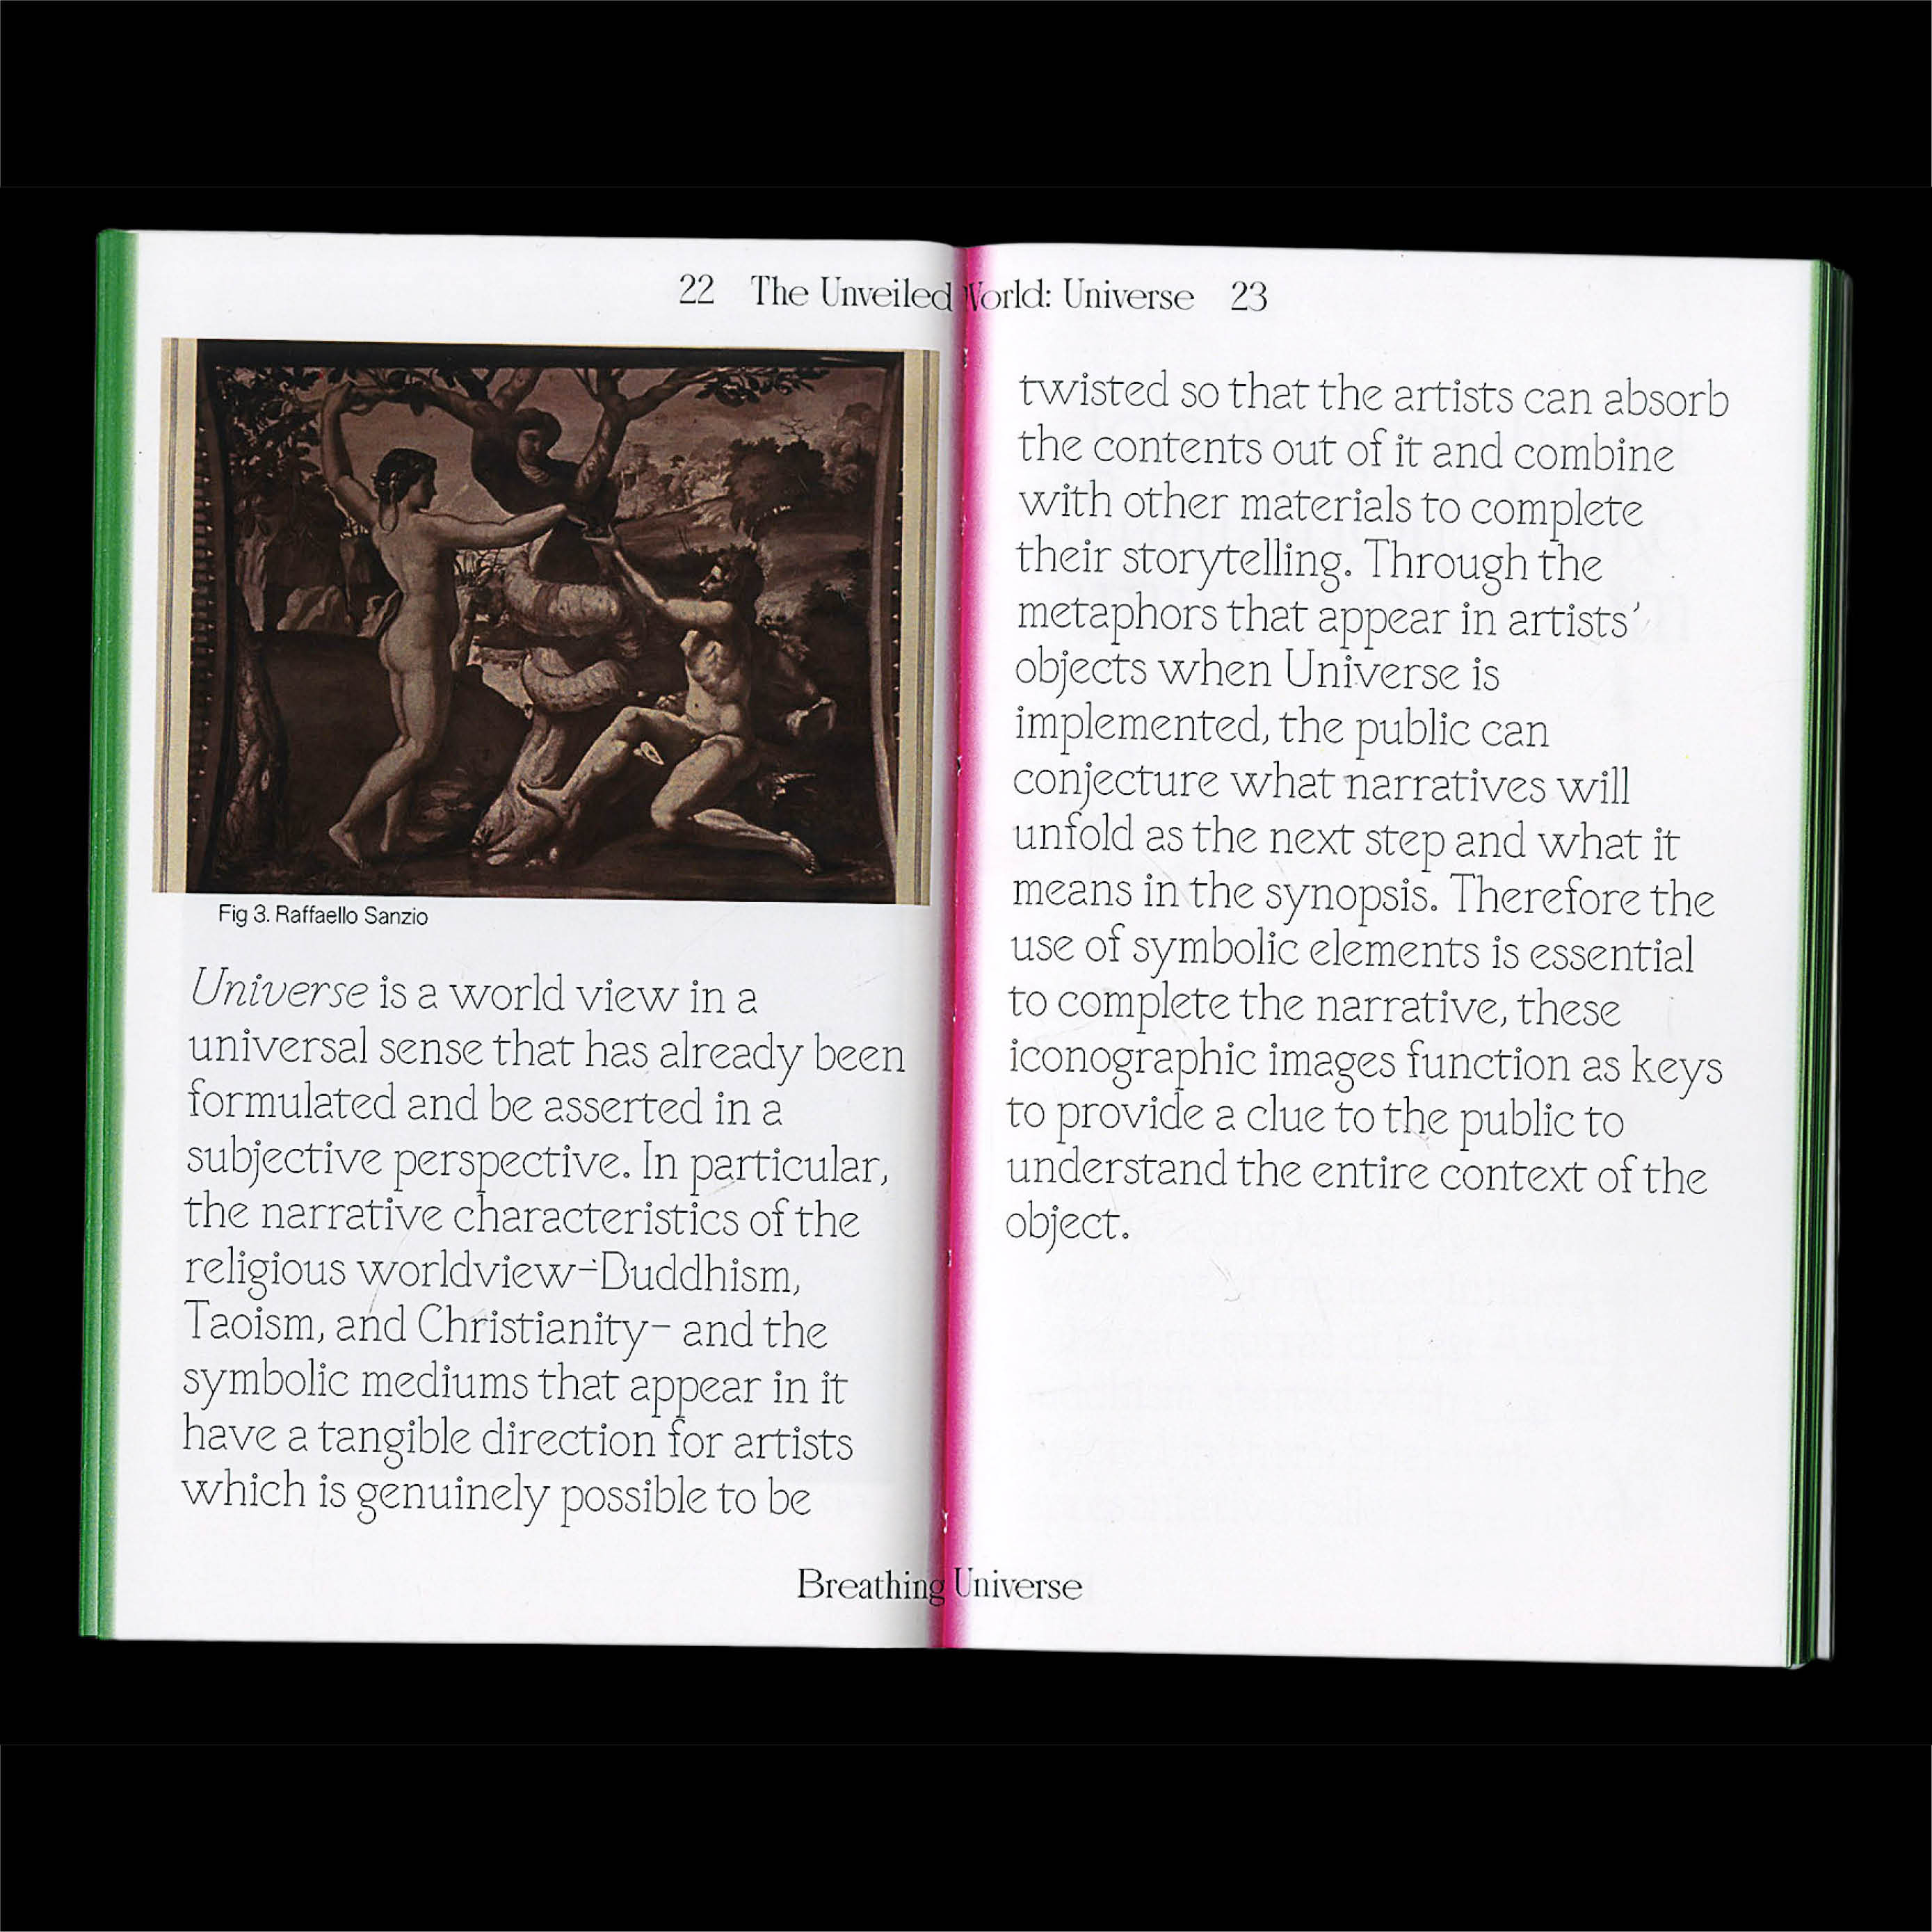 22 The Unveiled World: Universe 23
Fig 3. Raffaello Sanzio
Universe is a world view in a
universal sense that has already been
formulated and be asserted in a
subjective perspective. In particular,
the narrative characteristics of the
religious worldview-Buddhism,
Taoism, and Christianity- and the
symbolic mediums that appear in it
have a tangible direction for artists
which is genuinely possible to be
twisted so that the artists can absorb
the contents out of it and combine
with other materials to complete
their storytelling. Through the
metaphors that appear in artists'
objects when Universe is
implemented, the public can
conjecture what narratives will
unfold as the next step and what it
means in the synopsis. Therefore the
use of symbolic elements is essential
to complete the narrative, these
iconographic images function as keys
to provide a clue to the public to
understand the entire context of the
object.
Breathing Universe